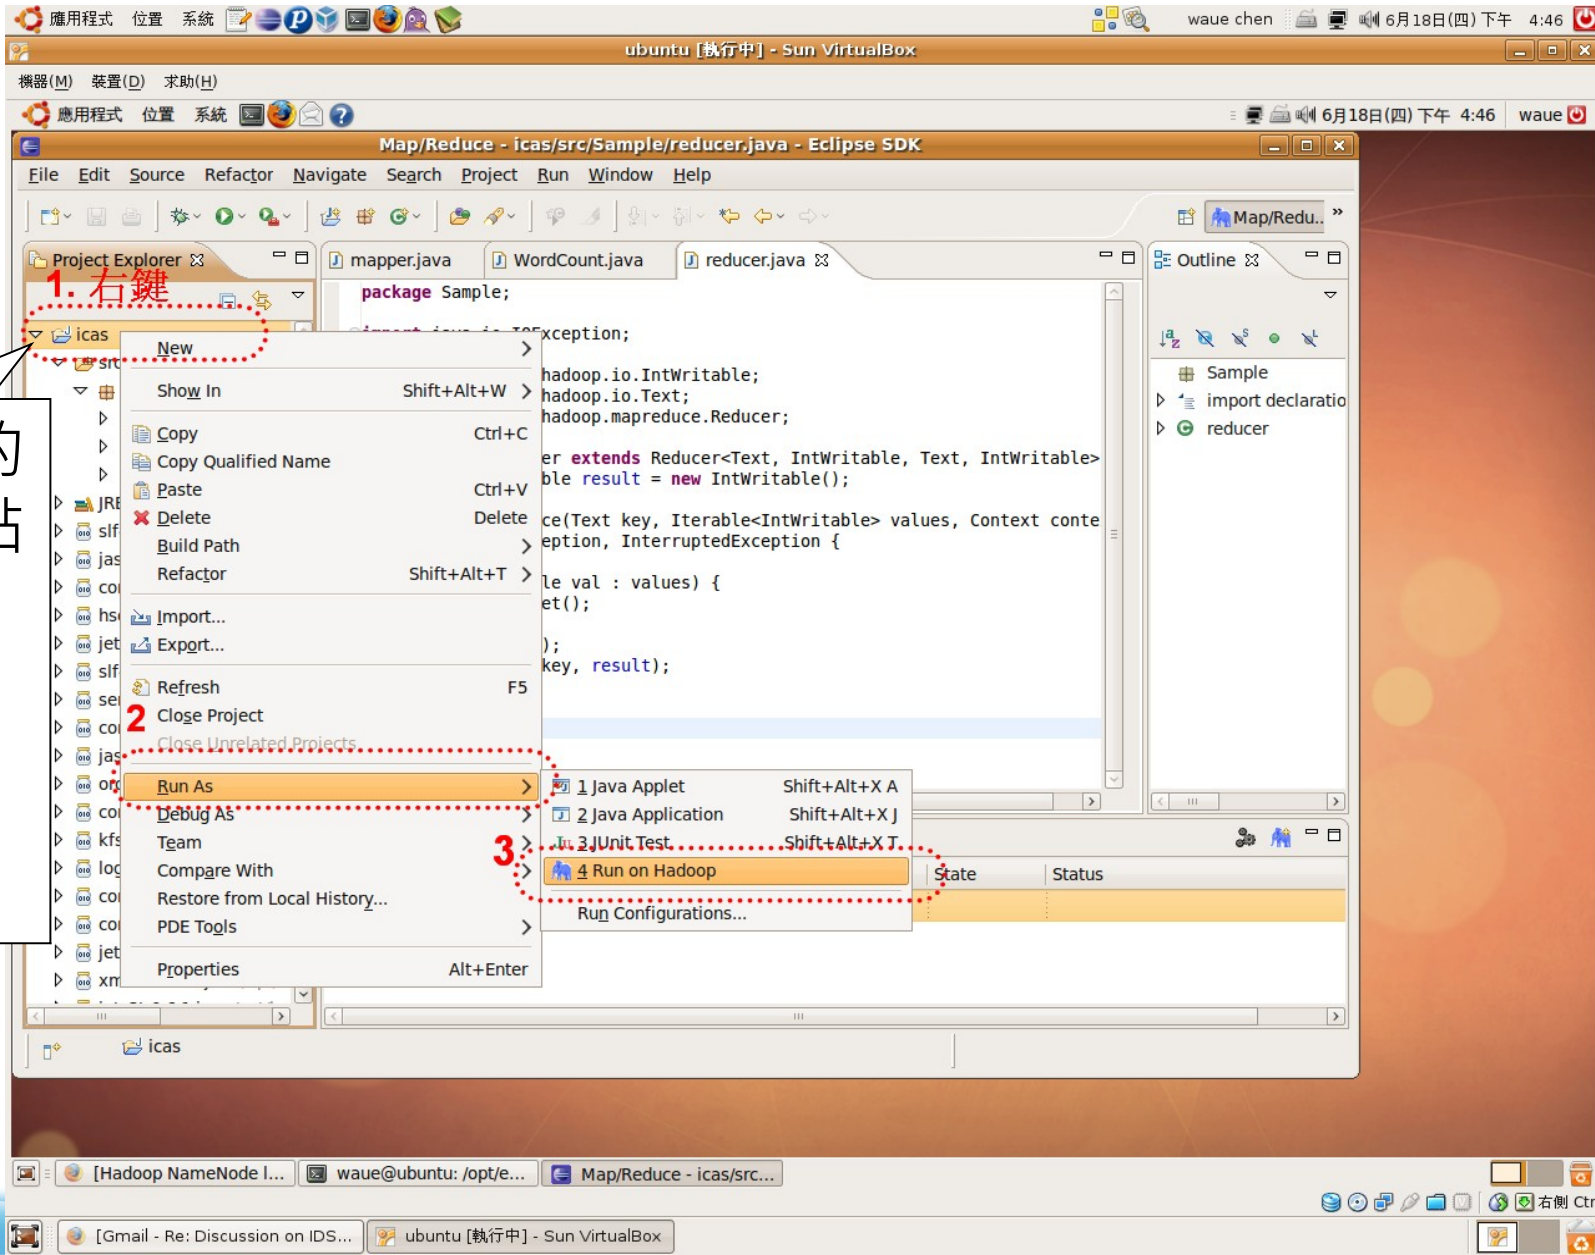 應用程式 位置 系統
waue chen 6月18日(四) 下午 4:46
ubuntu [執行中] - Sun VirtualBox
機器(M) 裝置(D) 求助(H)
應用程式 位置 系統
6月18日(四) 下午 4:46 waue
Map/Reduce - icas/src/Sample/reducer.java - Eclipse SDK
File Edit Source Refactor Navigate Search Project Run Window Help
Map/Redu.. »
Project Explorer
mapper.java WordCount.java reducer.java
Outline
1. 右鍵
package Sample;
xception;
icas
src
的
點
JRE
hadoop.io.IntWritable;
hadoop.io.Text;
hadoop.mapreduce.Reducer;
er extends Reducer<Text, IntWritable, Text, IntWritable>
ble result = new IntWritable();
ce(Text key, Iterable<IntWritable> values, Context conte
eption, InterruptedException {
le val : values) {
et();
);
key, result);
Sample
import declaratio
reducer
New
Show In Shift+Alt+W
Copy Ctrl+C
Copy Qualified Name
Paste Ctrl+V
Delete Delete
Build Path
Refactor Shift+Alt+T
Import...
Export...
Refresh F5
2
Close Project
Close Unrelated Projects
Run As
Debug As
Team
Compare With
Restore from Local History...
PDE Tools
Properties Alt+Enter
1 Java Applet Shift+Alt+X A
2 Java Application Shift+Alt+X J
3
3 JUnit Test Shift+Alt+X T
4 Run on Hadoop
Run Configurations...
State Status
icas
[Hadoop NameNode l... waue@ubuntu: /opt/e... Map/Reduce - icas/src...
右側 Ctr
[Gmail - Re: Discussion on IDS... ubuntu [執行中] - Sun VirtualBox